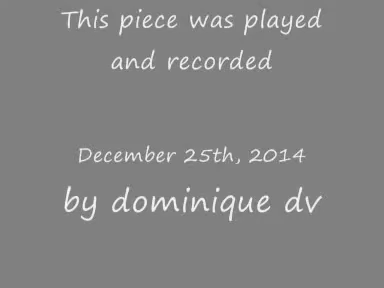 This piece was played
and recorded
December 25th, 2014
by dominique dv